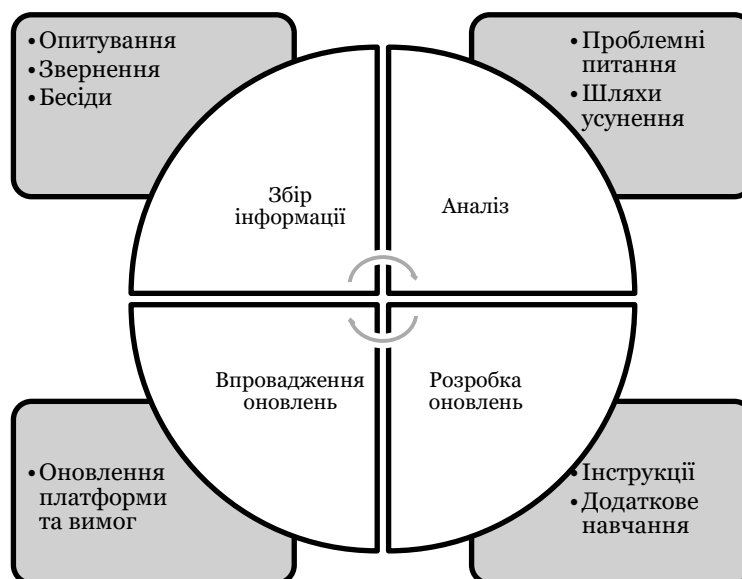 • Опитування
• Звернення
• Бесіди
• Проблемні
питання
• Шляхи
усунення
Збір
інформації
Аналіз
Впровадження
оновлень
Розробка
оновлень
• Оновлення
платформи
та вимог
• Інструкції
• Додаткове
навчання